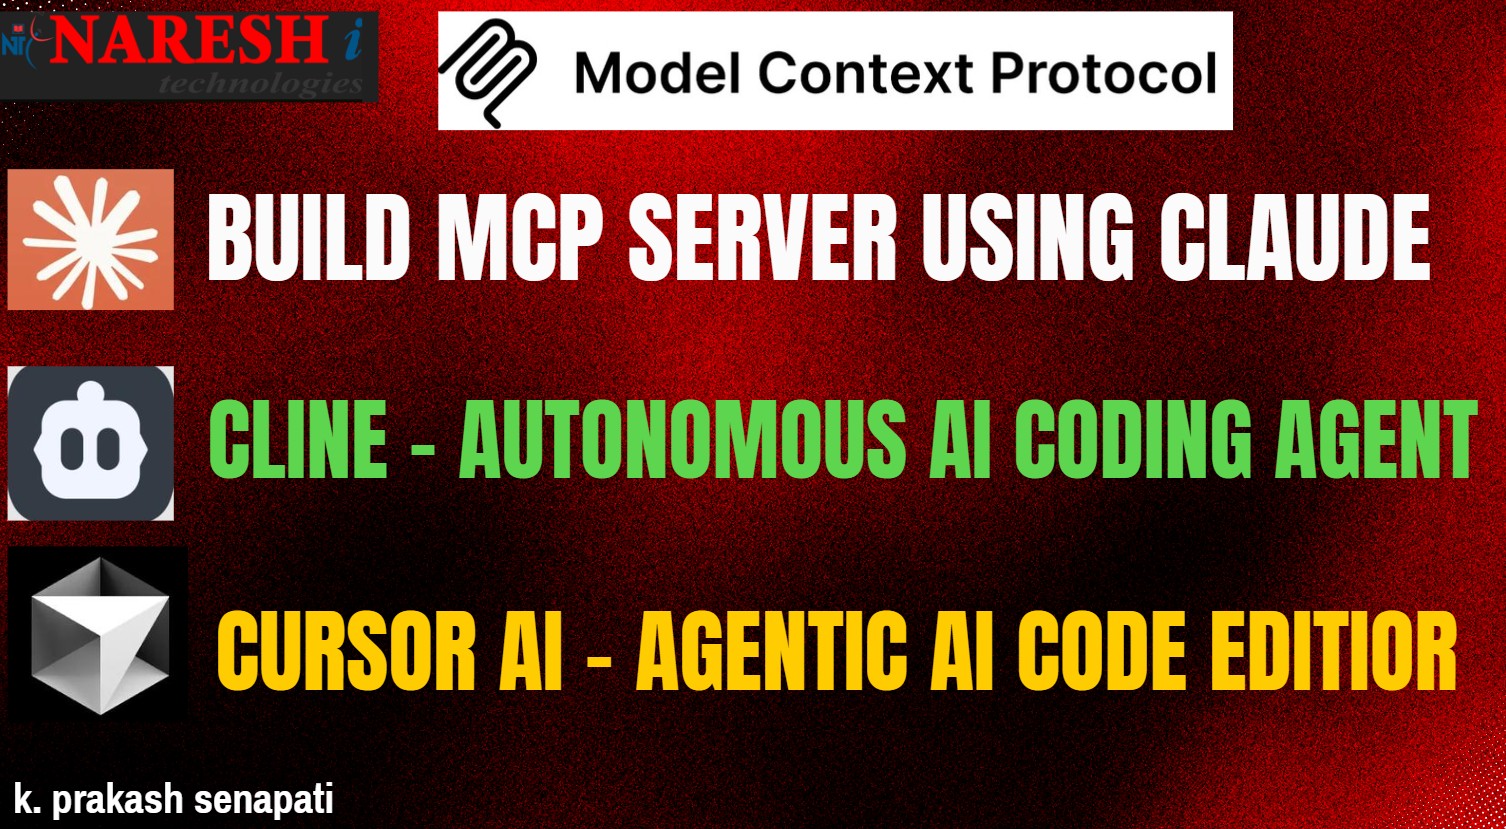 NIT NARESH i
technologies
Model Context Protocol
BUILD MCP SERVER USING CLAUDE
CLINE - AUTONOMOUS AI CODING AGENT
CURSOR AI - AGENTIC AI CODE EDITIOR
k. prakash senapati